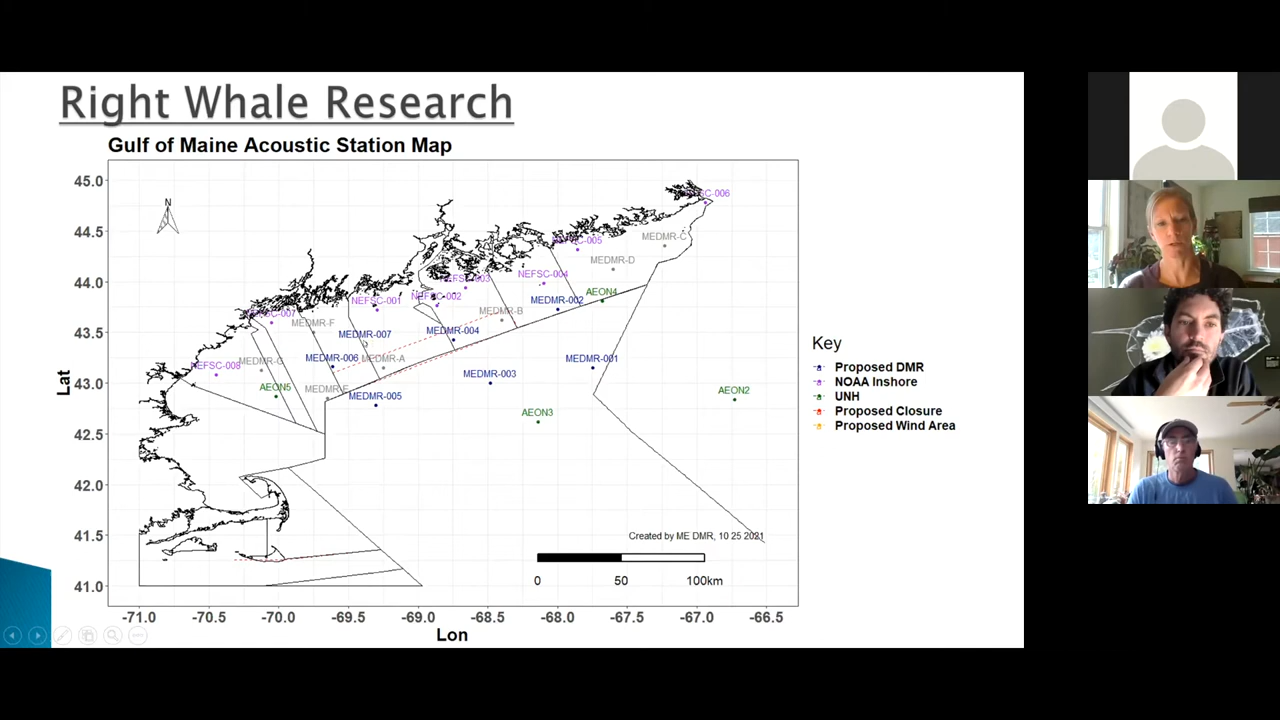 Right Whale Research
Gulf of Maine Acoustic Station Map
45.0
44.5
44.0
43.5
43.0
42.5
42.0
41.5
41.0
Lat
N
NEFSC-006
MEDMR-C
NEFSC-005
MEDMR-D
NEFSC-004
NEFSC-003
AEON4
NEFSC-002
MEDMR-002
NEFSC-001
MEDMR-B
NEFSC-007
MEDMR-F
MEDMR-007
MEDMR-004
MEDMR-006
MEDMR-A
MEDMR-001
MEDMR-G
NEFSC-008
MEDMR-003
AEON5
MEDMR-E
MEDMR-005
AEON2
AEON3
Created by ME DMR, 10 25 2021
0 50 100km
-71.0 -70.5 -70.0 -69.5 -69.0 -68.5 -68.0 -67.5 -67.0 -66.5
Lon
Key
Proposed DMR
NOAA Inshore
UNH
Proposed Closure
Proposed Wind Area